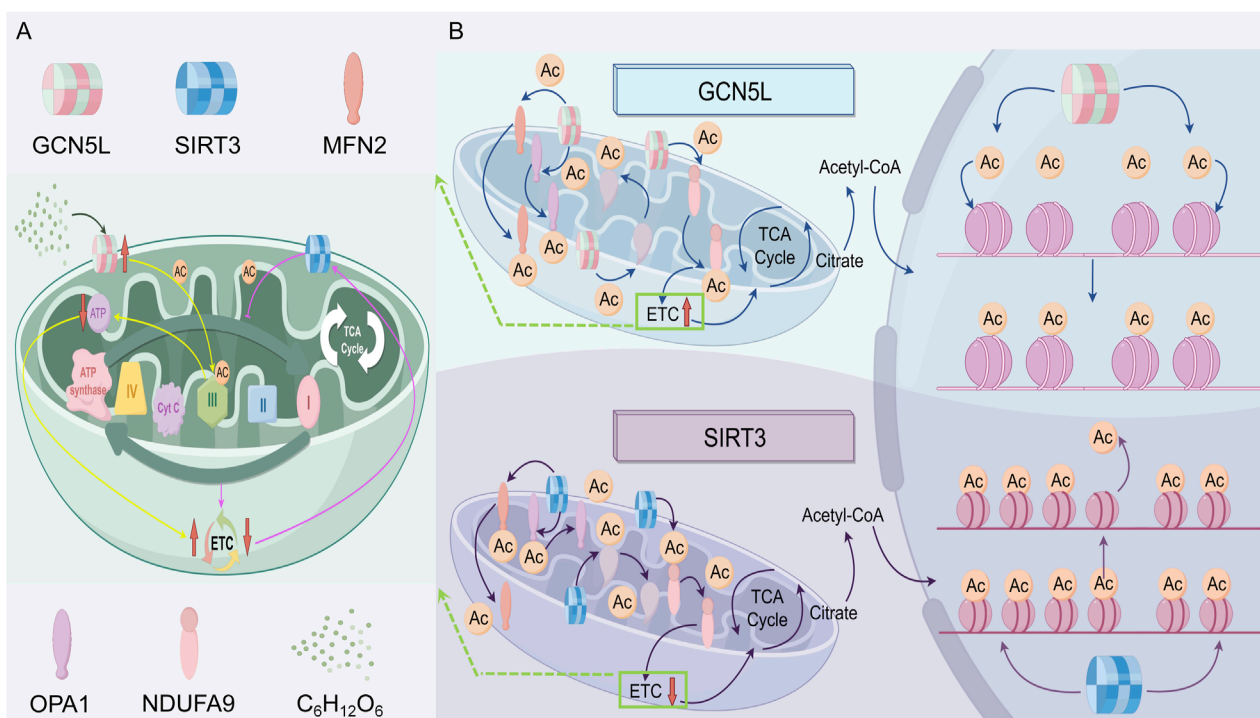 A
GCN5L
SIRT3
MFN2
AC
AC
ATP
TCA
Cycle
ATP
synthase
IV
Cyt C
AC
III
II
I
ETC
OPA1
NDUFA9
C₆H₁₂O₆
B
GCN5L
Ac
Ac
Ac
Ac
Ac
Ac
Ac
Ac
TCA
Cycle
Citrate
ETC
Acetyl-CoA
Ac
Ac
Ac
Ac
Ac
Ac
Ac
Ac
SIRT3
Ac
Ac
Ac
Ac
Ac
Ac
Ac
Ac
TCA
Cycle
Citrate
ETC
Acetyl-CoA
Ac
Ac
Ac
Ac
Ac
Ac
Ac
Ac
Ac
Ac
Ac
Ac